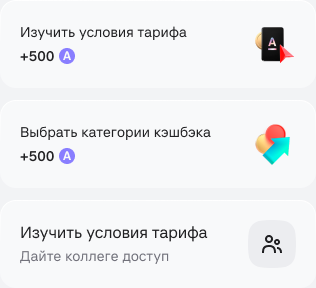 Изучить условия тарифа
+500 A
Выбрать категории кэшбэка
+500 A
Изучить условия тарифа
Дайте коллеге доступ